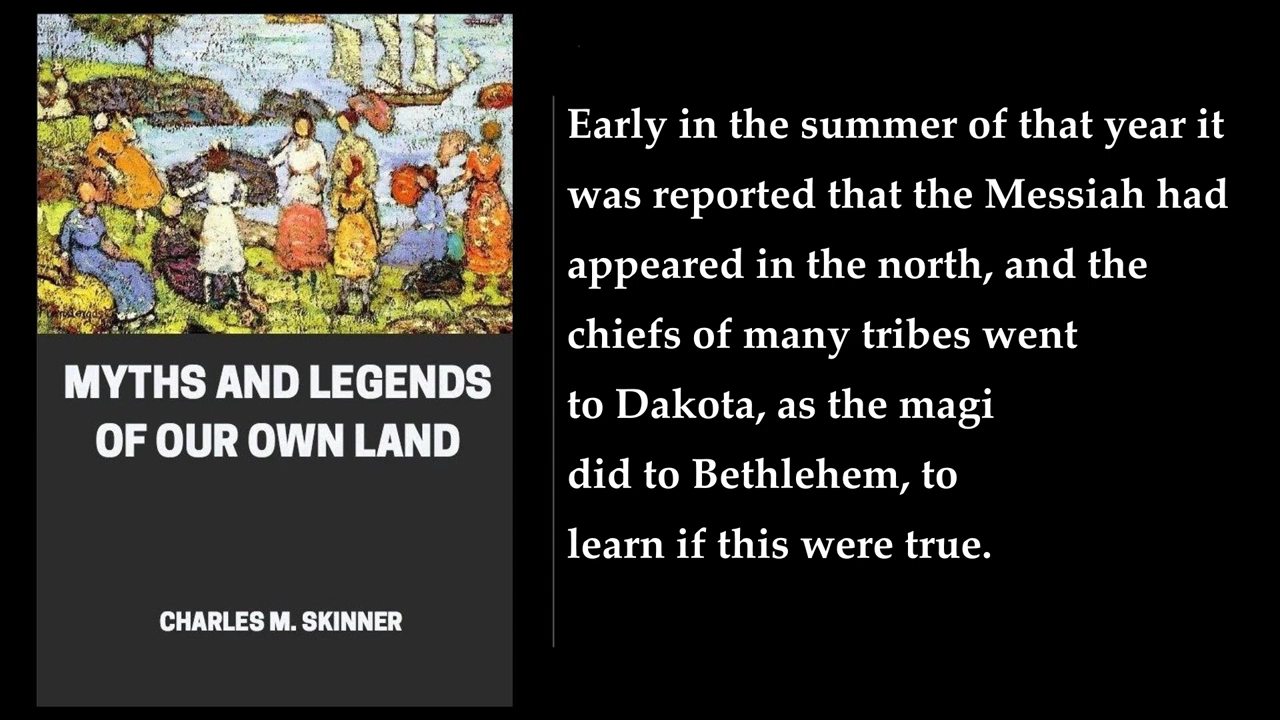 MYTHS AND LEGENDS
OF OUR OWN LAND
CHARLES M. SKINNER
Early in the summer of that year it
was reported that the Messiah had
appeared in the north, and the
chiefs of many tribes went
to Dakota, as the magi
did to Bethlehem, to
learn if this were true.